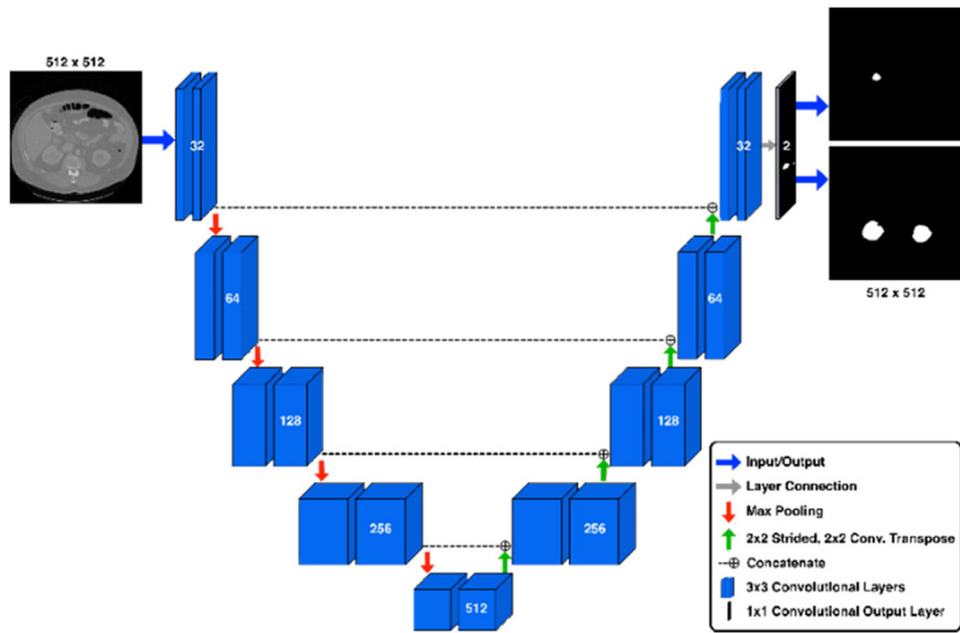 512 x 512
32
32
2
64
64
512 x 512
128
128
256
256
512
Input/Output
Layer Connection
Max Pooling
2x2 Strided, 2x2 Conv. Transpose
Concatenate
3x3 Convolutional Layers
1x1 Convolutional Output Layer